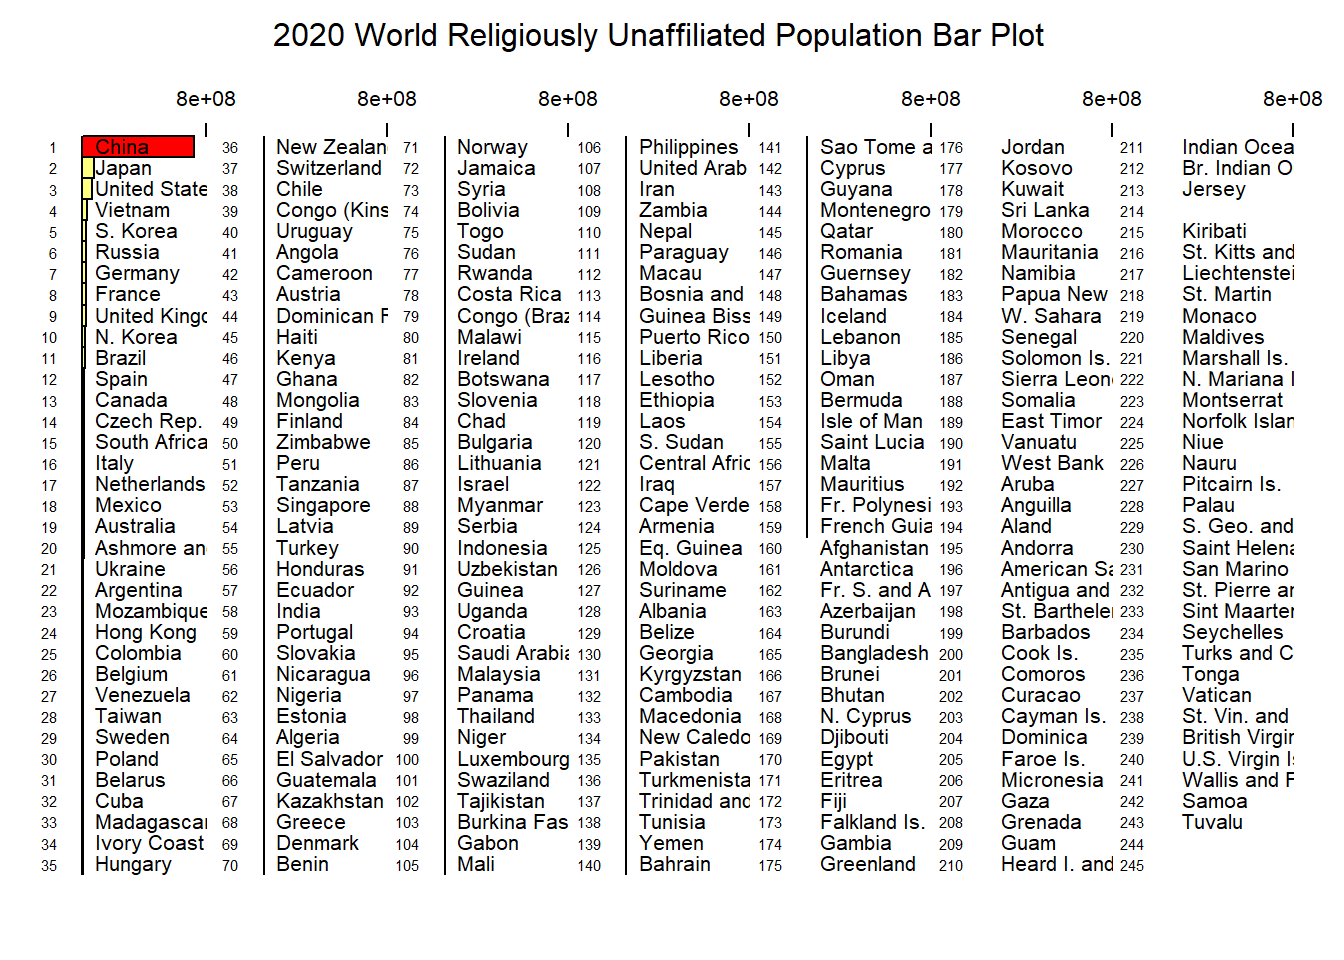 2020 World Religiously Unaffiliated Population Bar Plot
8e+08 8e+08 8e+08 8e+08 8e+08 8e+08 8e+08
1 China 36 New Zealan 71 Norway 106 Philippines 141 Sao Tome a 176 Jordan 211 Indian Ocea
2 Japan 37 Switzerland 72 Jamaica 107 United Arab 142 Cyprus 177 Kosovo 212 Br. Indian O
3 United State 38 Chile 73 Syria 108 Iran 143 Guyana 178 Kuwait 213 Jersey
4 Vietnam 39 Congo (Kins 74 Bolivia 109 Zambia 144 Montenegro 179 Sri Lanka 214
5 S. Korea 40 Uruguay 75 Togo 110 Nepal 145 Qatar 180 Morocco 215 Kiribati
6 Russia 41 Angola 76 Sudan 111 Paraguay 146 Romania 181 Mauritania 216 St. Kitts and
7 Germany 42 Cameroon 77 Rwanda 112 Macau 147 Guernsey 182 Namibia 217 Liechtenstei
8 France 43 Austria 78 Costa Rica 113 Bosnia and 148 Bahamas 183 Papua New 218 St. Martin
9 United Kingd 44 Dominican R 79 Congo (Braz 114 Guinea Biss 149 Iceland 184 W. Sahara 219 Monaco
10 N. Korea 45 Haiti 80 Malawi 115 Puerto Rico 150 Lebanon 185 Senegal 220 Maldives
11 Brazil 46 Kenya 81 Ireland 116 Liberia 151 Libya 186 Solomon Is. 221 Marshall Is.
12 Spain 47 Ghana 82 Botswana 117 Lesotho 152 Oman 187 Sierra Leon 222 N. Mariana I
13 Canada 48 Mongolia 83 Slovenia 118 Ethiopia 153 Bermuda 188 Somalia 223 Montserrat
14 Czech Rep. 49 Finland 84 Chad 119 Laos 154 Isle of Man 189 East Timor 224 Norfolk Islan
15 South Africa 50 Zimbabwe 85 Bulgaria 120 S. Sudan 155 Saint Lucia 190 Vanuatu 225 Niue
16 Italy 51 Peru 86 Lithuania 121 Central Afric 156 Malta 191 West Bank 226 Nauru
17 Netherlands 52 Tanzania 87 Israel 122 Iraq 157 Mauritius 192 Aruba 227 Pitcairn Is.
18 Mexico 53 Singapore 88 Myanmar 123 Cape Verde 158 Fr. Polynesi 193 Anguilla 228 Palau
19 Australia 54 Latvia 89 Serbia 124 Armenia 159 French Guia 194 Aland 229 S. Geo. and
20 Ashmore an 55 Turkey 90 Indonesia 125 Eq. Guinea 160 Afghanistan 195 Andorra 230 Saint Helena
21 Ukraine 56 Honduras 91 Uzbekistan 126 Moldova 161 Antarctica 196 American Sa 231 San Marino
22 Argentina 57 Ecuador 92 Guinea 127 Suriname 162 Fr. S. and A 197 Antigua and 232 St. Pierre an
23 Mozambique 58 India 93 Uganda 128 Albania 163 Azerbaijan 198 St. Barthele 233 Sint Maarten
24 Hong Kong 59 Portugal 94 Croatia 129 Belize 164 Burundi 199 Barbados 234 Seychelles
25 Colombia 60 Slovakia 95 Saudi Arabia 130 Georgia 165 Bangladesh 200 Cook Is. 235 Turks and C
26 Belgium 61 Nicaragua 96 Malaysia 131 Kyrgyzstan 166 Brunei 201 Comoros 236 Tonga
27 Venezuela 62 Nigeria 97 Panama 132 Cambodia 167 Bhutan 202 Curacao 237 Vatican
28 Taiwan 63 Estonia 98 Thailand 133 Macedonia 168 N. Cyprus 203 Cayman Is. 238 St. Vin. and
29 Sweden 64 Algeria 99 Niger 134 New Caledo 169 Djibouti 204 Dominica 239 British Virgin
30 Poland 65 El Salvador 100 Luxembourg 135 Pakistan 170 Egypt 205 Faroe Is. 240 U.S. Virgin Is
31 Belarus 66 Guatemala 101 Swaziland 136 Turkmenista 171 Eritrea 206 Micronesia 241 Wallis and F
32 Cuba 67 Kazakhstan 102 Tajikistan 137 Trinidad and 172 Fiji 207 Gaza 242 Samoa
33 Madagascar 68 Greece 103 Burkina Fas 138 Tunisia 173 Falkland Is. 208 Grenada 243 Tuvalu
34 Ivory Coast 69 Denmark 104 Gabon 139 Yemen 174 Gambia 209 Guam 244
35 Hungary 70 Benin 105 Mali 140 Bahrain 175 Greenland 210 Heard I. and 245